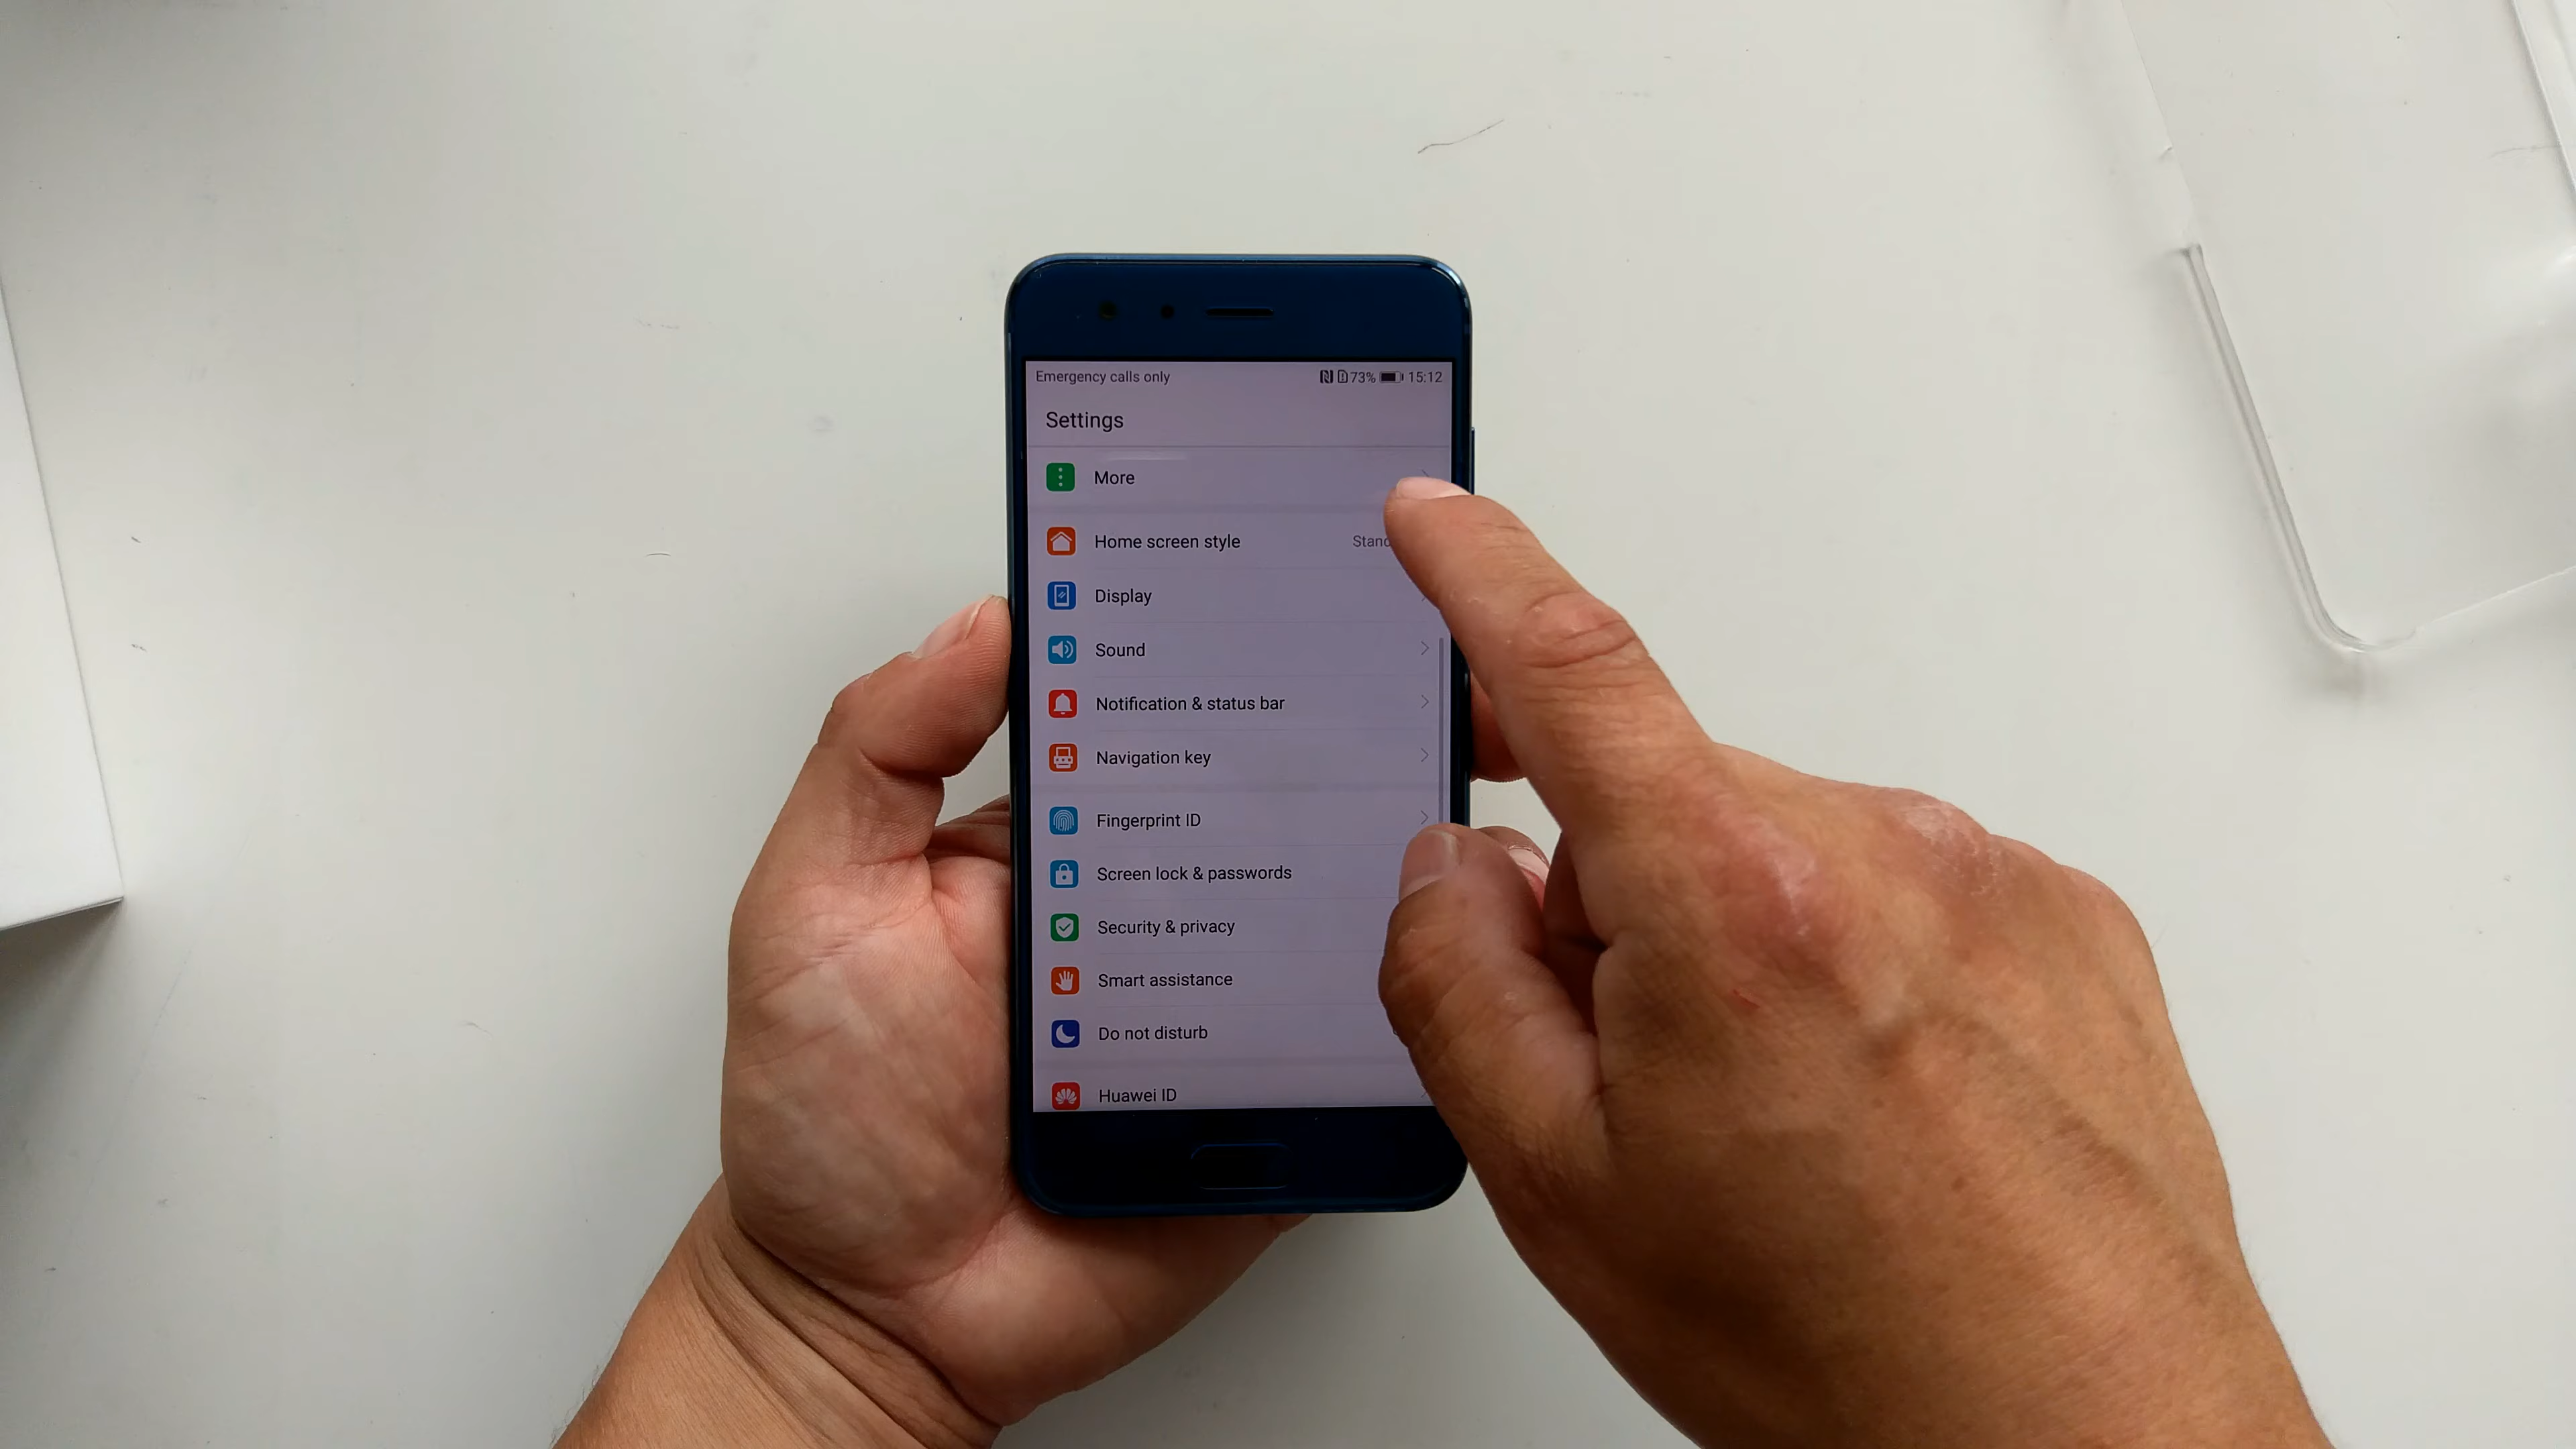 Emergency calls only 73% 15:12
Settings
More
Home screen style
Display
Sound
Notification & status bar
Navigation key
Fingerprint ID
Screen lock & passwords
Security & privacy
Smart assistance
Do not disturb
Huawei ID